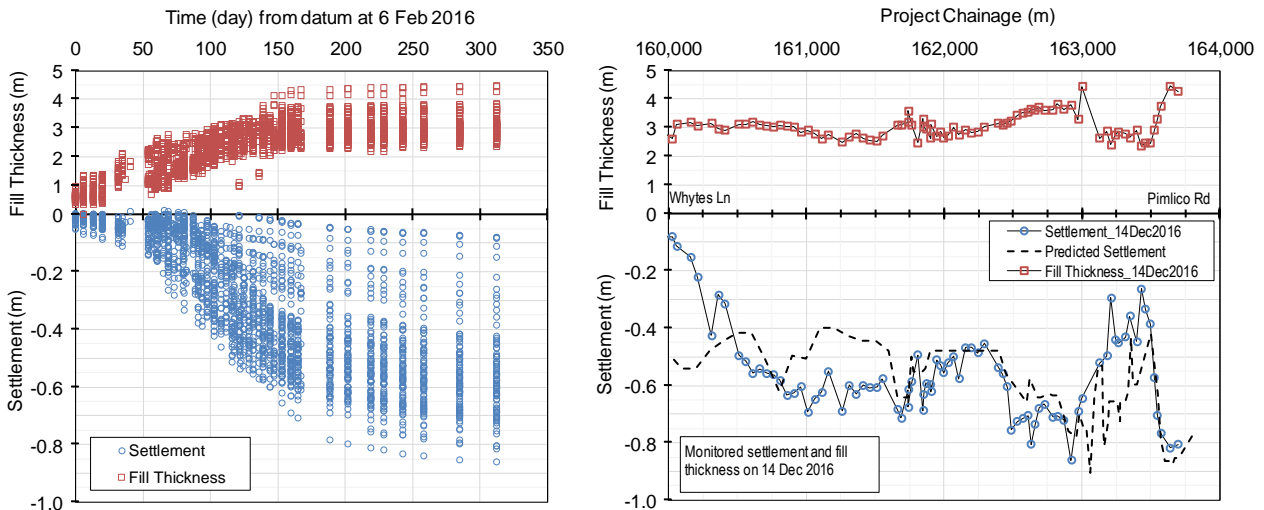 Time (day) from datum at 6 Feb 2016
0 50 100 150 200 250 300 350
Fill Thickness (m)
5
4
3
2
1
0
Settlement (m)
-0.2
-0.4
-0.6
-0.8
-1.0
Settlement
Fill Thickness
Project Chainage (m)
160,000 161,000 162,000 163,000 164,000
Fill Thickness (m)
5
4
3
2
1
0
Whytes Ln
Pimlico Rd
Settlement_14Dec2016
Predicted Settlement
Fill Thickness_14Dec2016
Settlement (m)
-0.2
-0.4
-0.6
-0.8
-1.0
Monitored settlement and fill
thickness on 14 Dec 2016